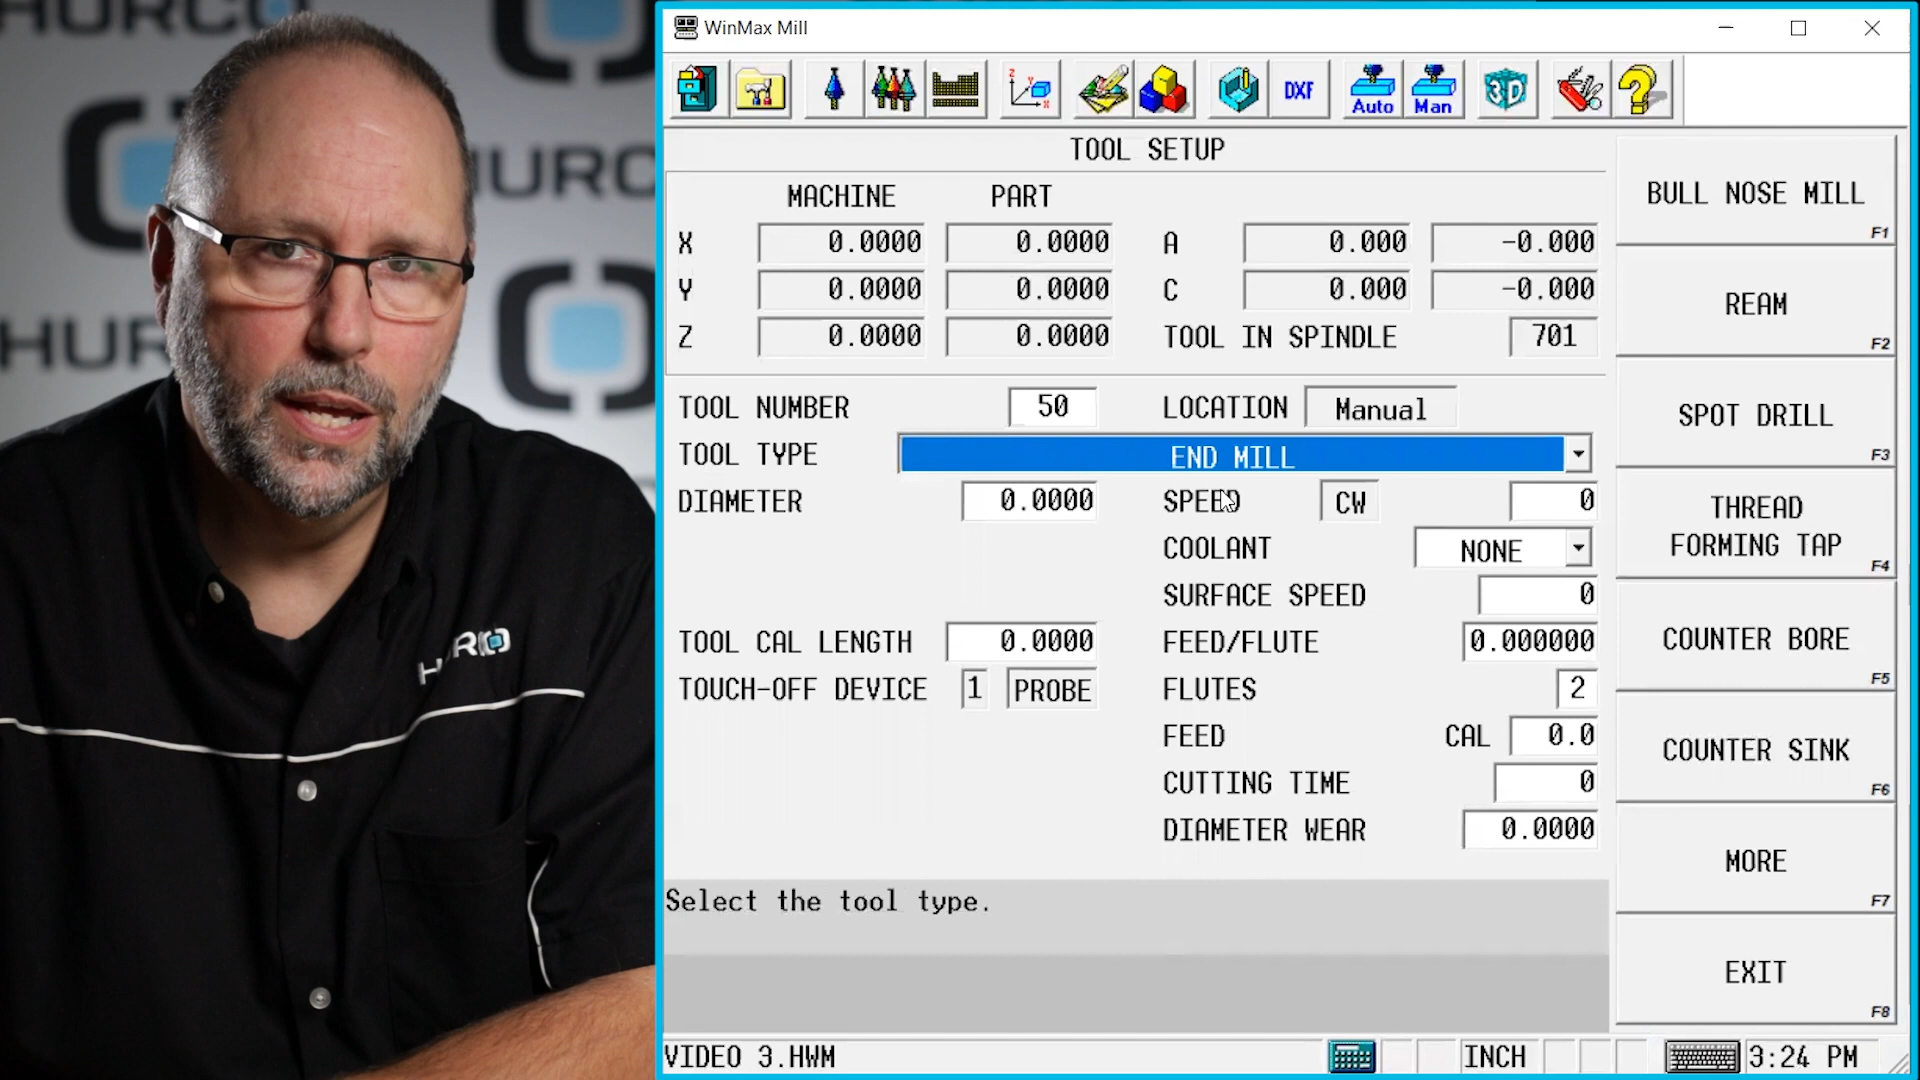 HURCO
HURCO
HURCO
HURCO
WinMax Mill
DXF
Auto
Man
3D
TOOL SETUP
MACHINE PART
X 0.0000 0.0000 A 0.000 -0.000
Y 0.0000 0.0000 C 0.000 -0.000
Z 0.0000 0.0000 TOOL IN SPINDLE 701
TOOL NUMBER 50 LOCATION Manual
TOOL TYPE END MILL
DIAMETER 0.0000 SPEED CW 0
COOLANT NONE
SURFACE SPEED 0
TOOL CAL LENGTH 0.0000 FEED/FLUTE 0.000000
TOUCH-OFF DEVICE 1 PROBE FLUTES 2
FEED CAL 0.0
CUTTING TIME 0
DIAMETER WEAR 0.0000
Select the tool type.
BULL NOSE MILL
F1
REAM
F2
SPOT DRILL
F3
THREAD
FORMING TAP
F4
COUNTER BORE
F5
COUNTER SINK
F6
MORE
F7
EXIT
F8
VIDEO 3.HWM INCH 3:24 PM